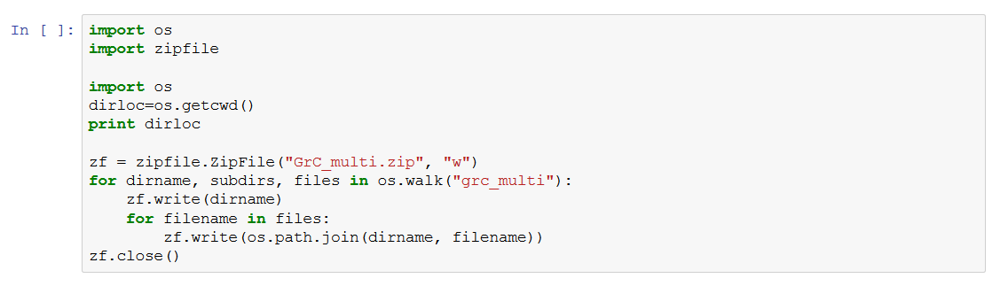 In [ ]: import os
import zipfile

import os
dirloc=os.getcwd()
print dirloc

zf = zipfile.ZipFile("GrC_multi.zip", "w")
for dirname, subdirs, files in os.walk("grc_multi"):
    zf.write(dirname)
    for filename in files:
        zf.write(os.path.join(dirname, filename))
zf.close()